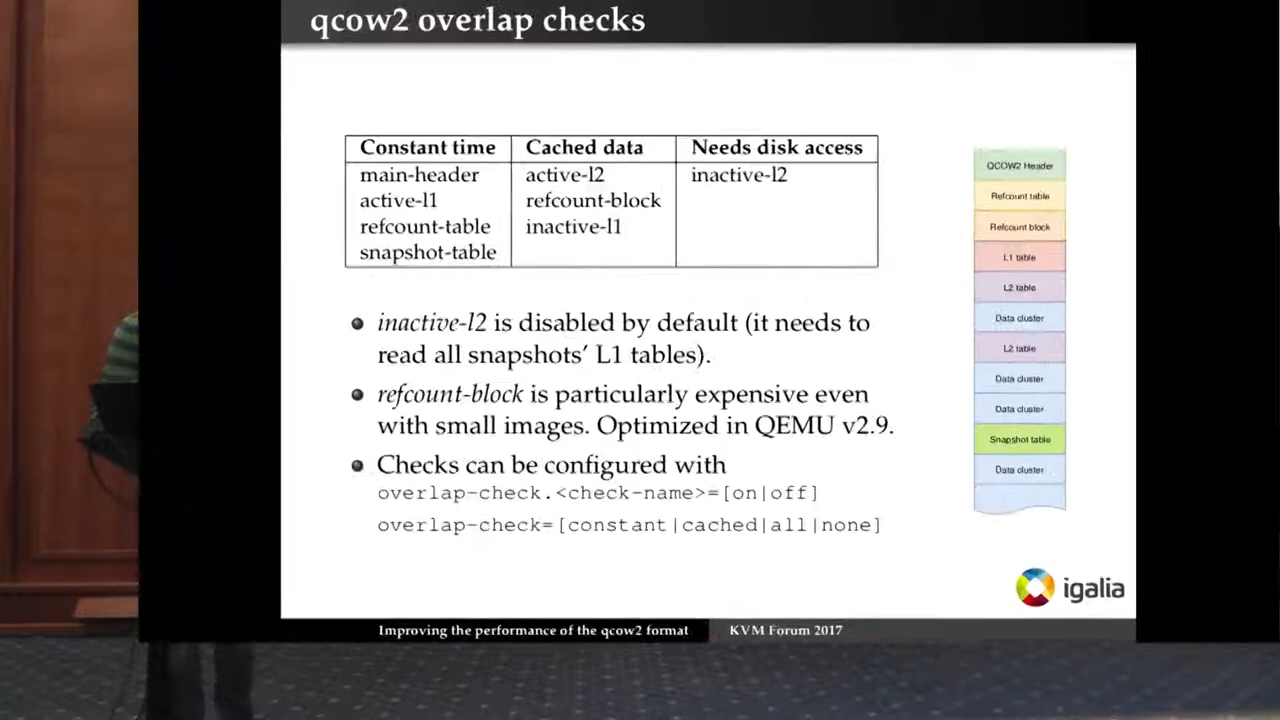 qcow2 overlap checks
Constant time Cached data Needs disk access
main-header active-l2 inactive-l2
active-l1 refcount-block
refcount-table inactive-l1
snapshot-table
inactive-l2 is disabled by default (it needs to
read all snapshots' L1 tables).
refcount-block is particularly expensive even
with small images. Optimized in QEMU v2.9.
Checks can be configured with
overlap-check.<check-name>=[on|off]
overlap-check=[constant|cached|all|none]
QCOW2 Header
Refcount table
Refcount block
L1 table
L2 table
Data cluster
L2 table
Data cluster
Data cluster
Snapshot table
Data cluster
igalia
Improving the performance of the qcow2 format KVM Forum 2017